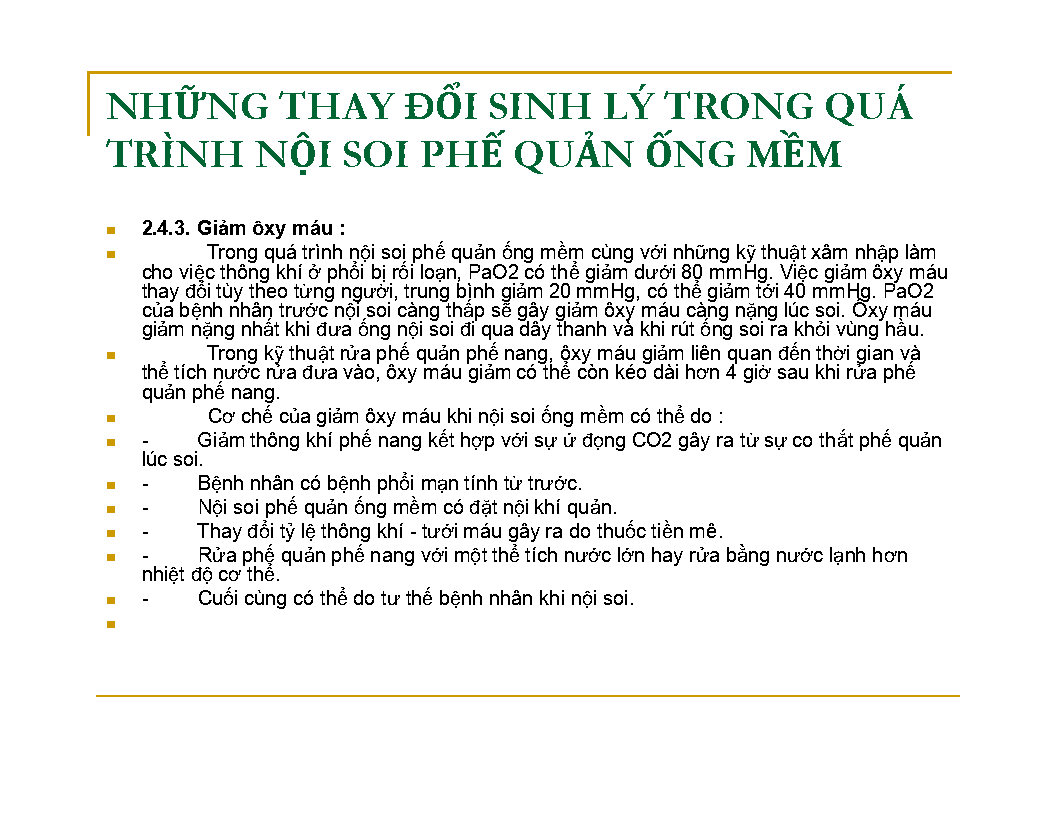 NHỮNG THAY ĐỔI SINH LÝ TRONG QUÁ
TRÌNH NỘI SOI PHẾ QUẢN ỐNG MỀM
2.4.3. Giảm ôxy máu :
Trong quá trình nội soi phế quản ống mềm cùng với những kỹ thuật xâm nhập làm
cho việc thông khí ở phổi bị rối loạn, PaO2 có thể giảm dưới 80 mmHg. Việc giảm ôxy máu
thay đổi tùy theo từng người, trung bình giảm 20 mmHg, có thể giảm tới 40 mmHg. PaO2
của bệnh nhân trước nội soi càng thấp sẽ gây giảm ôxy máu càng nặng lúc soi. Ôxy máu
giảm nặng nhất khi đưa ống nội soi đi qua dây thanh và khi rút ống soi ra khỏi vùng hầu.
Trong kỹ thuật rửa phế quản phế nang, ôxy máu giảm liên quan đến thời gian và
thể tích nước rửa đưa vào, ôxy máu giảm có thể còn kéo dài hơn 4 giờ sau khi rửa phế
quản phế nang.
Cơ chế của giảm ôxy máu khi nội soi ống mềm có thể do :
- Giảm thông khí phế nang kết hợp với sự ứ đọng CO2 gây ra từ sự co thắt phế quản
lúc soi.
- Bệnh nhân có bệnh phổi mạn tính từ trước.
- Nội soi phế quản ống mềm có đặt nội khí quản.
- Thay đổi tỷ lệ thông khí - tưới máu gây ra do thuốc tiền mê.
- Rửa phế quản phế nang với một thể tích nước lớn hay rửa bằng nước lạnh hơn
nhiệt độ cơ thể.
- Cuối cùng có thể do tư thế bệnh nhân khi nội soi.